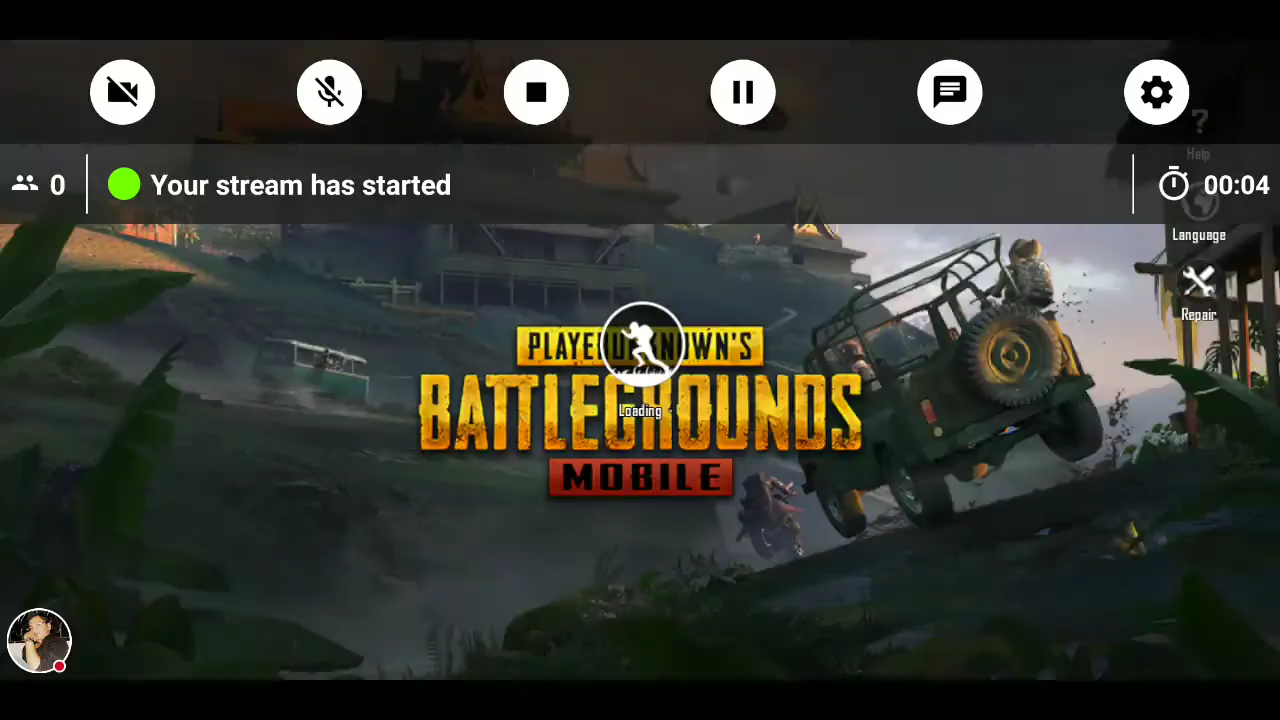 Help
0
Your stream has started
00:04
Language
Repair
PLAYERUNKNOWN'S
BATTLEGROUNDS
Loading
MOBILE